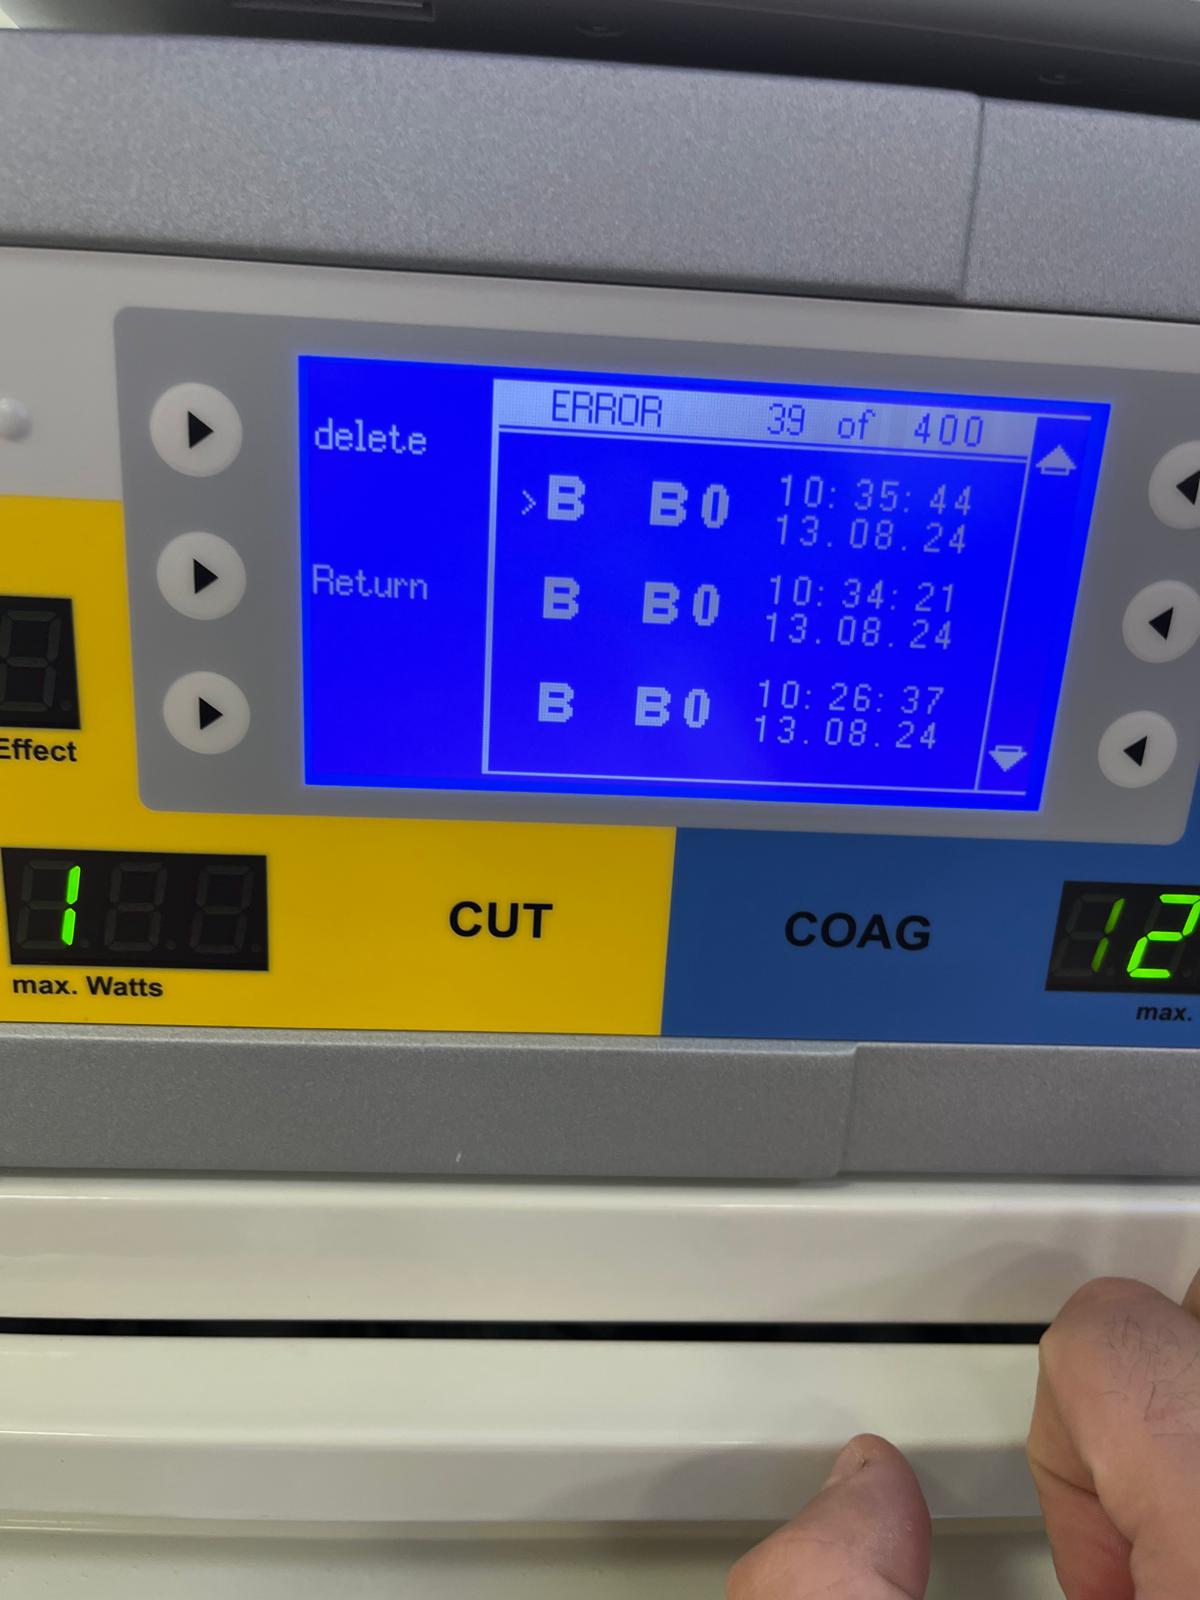 delete
Return
ERROR 39 of 400
>B B0 10:35:44
13.08.24
B B0 10:34:21
13.08.24
B B0 10:26:37
13.08.24
Effect
1
max. Watts
CUT
COAG
12
max.